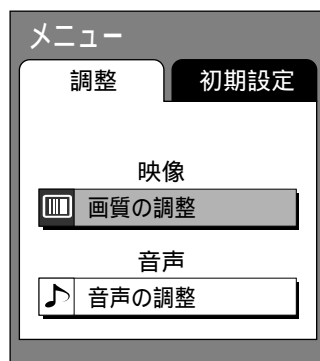 メニュー
調整 初期設定
映像
画質の調整
音声
音声の調整